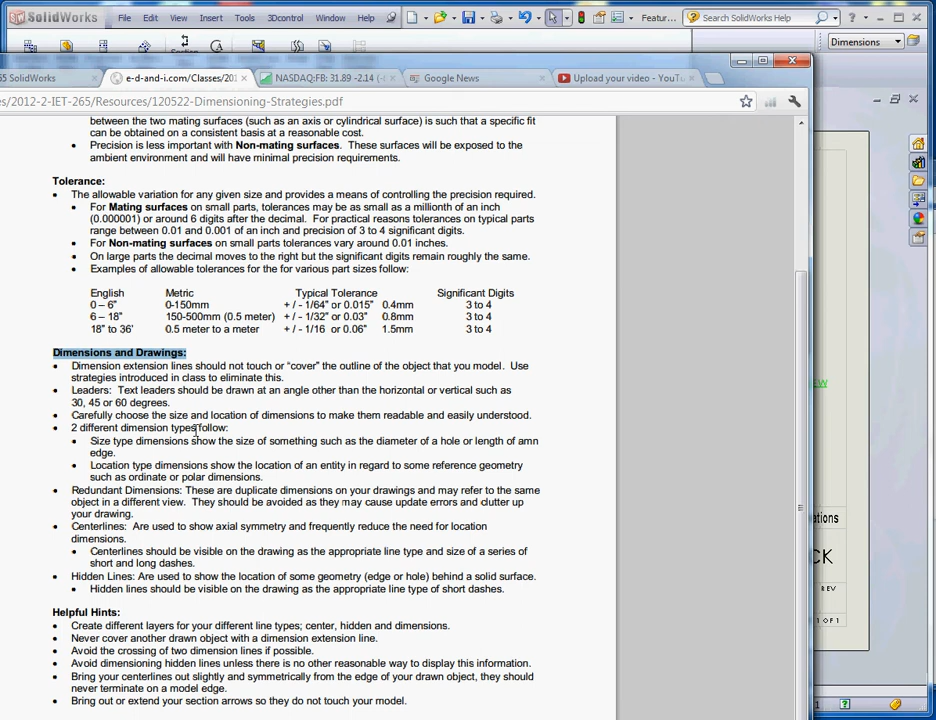 SolidWorks File Edit View Insert Tools 3Dcontrol Window Help Featur... Search SolidWorks Help
Dimensions
SolidWorks e-d-and-i.com/Classes/201 NASDAQ:FB: 31.89 -2.14 Google News Upload your video - YouTu
s/2012-2-IET-265/Resources/120522-Dimensioning-Strategies.pdf
between the two mating surfaces (such as an axis or cylindrical surface) is such that a specific fit
can be obtained on a consistent basis at a reasonable cost.
• Precision is less important with Non-mating surfaces. These surfaces will be exposed to the
ambient environment and will have minimal precision requirements.
Tolerance:
• The allowable variation for any given size and provides a means of controlling the precision required.
• For Mating surfaces on small parts, tolerances may be as small as a millionth of an inch
(0.000001) or around 6 digits after the decimal. For practical reasons tolerances on typical parts
range between 0.01 and 0.001 of an inch and precision of 3 to 4 significant digits.
• For Non-mating surfaces on small parts tolerances vary around 0.01 inches.
• On large parts the decimal moves to the right but the significant digits remain roughly the same.
• Examples of allowable tolerances for the for various part sizes follow:
English Metric Typical Tolerance Significant Digits
0 – 6" 0-150mm + / - 1/64" or 0.015" 0.4mm 3 to 4
6 – 18" 150-500mm (0.5 meter) + / - 1/32" or 0.03" 0.8mm 3 to 4
18" to 36' 0.5 meter to a meter + / - 1/16 or 0.06" 1.5mm 3 to 4
Dimensions and Drawings:
• Dimension extension lines should not touch or “cover” the outline of the object that you model. Use
strategies introduced in class to eliminate this.
• Leaders: Text leaders should be drawn at an angle other than the horizontal or vertical such as
30, 45 or 60 degrees.
• Carefully choose the size and location of dimensions to make them readable and easily understood.
• 2 different dimension types follow:
• Size type dimensions show the size of something such as the diameter of a hole or length of amn
edge.
• Location type dimensions show the location of an entity in regard to some reference geometry
such as ordinate or polar dimensions.
• Redundant Dimensions: These are duplicate dimensions on your drawings and may refer to the same
object in a different view. They should be avoided as they may cause update errors and clutter up
your drawing.
• Centerlines: Are used to show axial symmetry and frequently reduce the need for location
dimensions.
• Centerlines should be visible on the drawing as the appropriate line type and size of a series of
short and long dashes.
• Hidden Lines: Are used to show the location of some geometry (edge or hole) behind a solid surface.
• Hidden lines should be visible on the drawing as the appropriate line type of short dashes.
Helpful Hints:
• Create different layers for your different line types; center, hidden and dimensions.
• Never cover another drawn object with a dimension extension line.
• Avoid the crossing of two dimension lines if possible.
• Avoid dimensioning hidden lines unless there is no other reasonable way to display this information.
• Bring your centerlines out slightly and symmetrically from the edge of your drawn object, they should
never terminate on a model edge.
• Bring out or extend your section arrows so they do not touch your model.
W
ations
CK
REV
1 OF 1